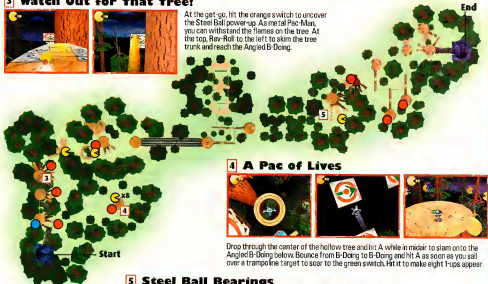 3 Watch Out for That Tree!
At the get-go, hit the orange switch to uncover
the Steel Ball power-up. As metal Pac-Man,
you can withstand the flames on the tree. At
the top, Rev-Roll to the left to skim the tree
trunk and reach the Angled B-Doing.
End
5
3
x8
4
Start
4 A Pac of Lives
Drop through the center of the hollow tree and hit A while in midair to slam onto the
Angled B-Doing below. Bounce from B-Doing to B-Doing and hit A as soon as you sail
over a trampoline target to soar to the green switch. Hit it to make eight 1-ups appear
5 Steel Ball Bearings